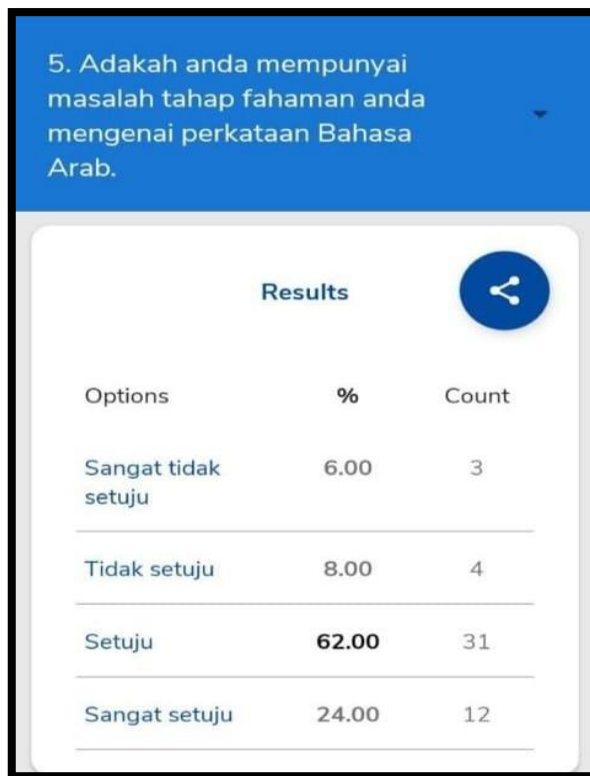 5. Adakah anda mempunyai
masalah tahap fahaman anda
mengenai perkataan Bahasa
Arab.
Results
Options % Count
Sangat tidak setuju 6.00 3
Tidak setuju 8.00 4
Setuju 62.00 31
Sangat setuju 24.00 12